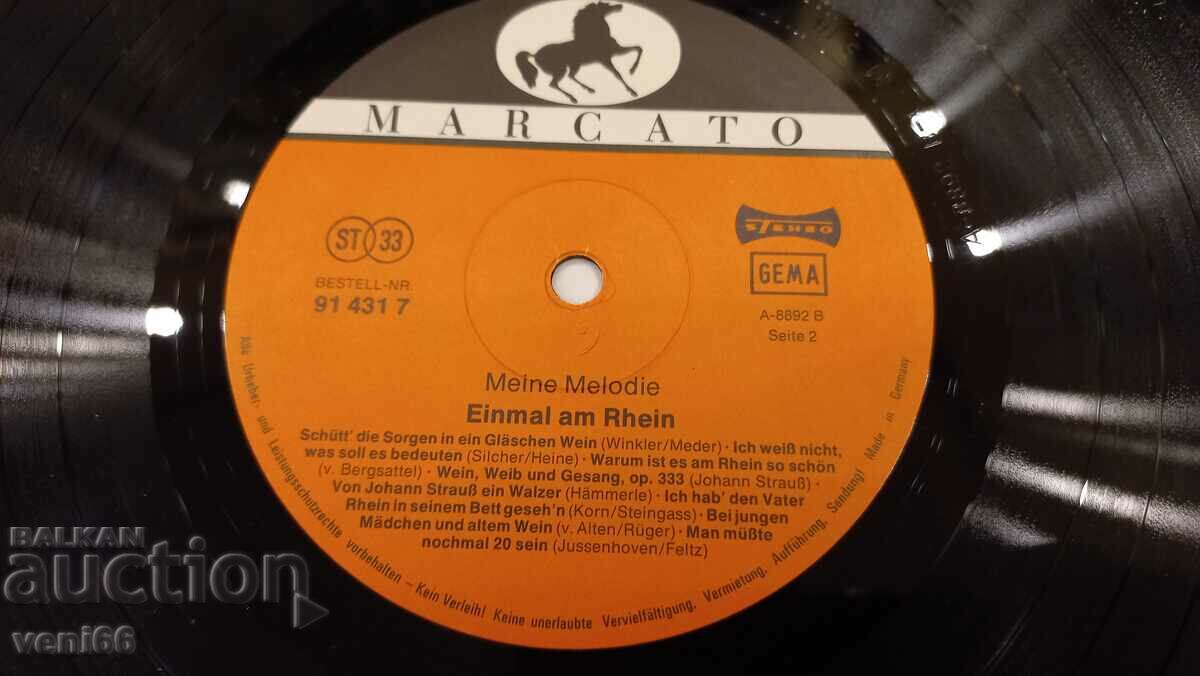 MARCATO
ST 33
STEREO
BESTELL-NR.
91 431 7
GEMA
A-8892 B
Seite 2
Meine Melodie
Einmal am Rhein
Schütt' die Sorgen in ein Gläschen Wein (Winkler/Meder) · Ich weiß nicht,
was soll es bedeuten (Silcher/Heine) · Warum ist es am Rhein so schön
(v. Bergsattel) · Wein, Weib und Gesang, op. 333 (Johann Strauß) ·
Von Johann Strauß ein Walzer (Hämmerle) · Ich hab' den Vater
Rhein in seinem Bett geseh'n (Korn/Steingass) · Bei jungen
Mädchen und altem Wein (v. Alten/Rüger) · Man müßte
nochmal 20 sein (Jussenhoven/Feltz)
Alle Urheber- und Leistungsschutzrechte vorbehalten – Kein Verleih! Keine unerlaubte Vervielfältigung, Vermietung, Aufführung, Sendung! Made in Germany
BALKAN
auction
veni66